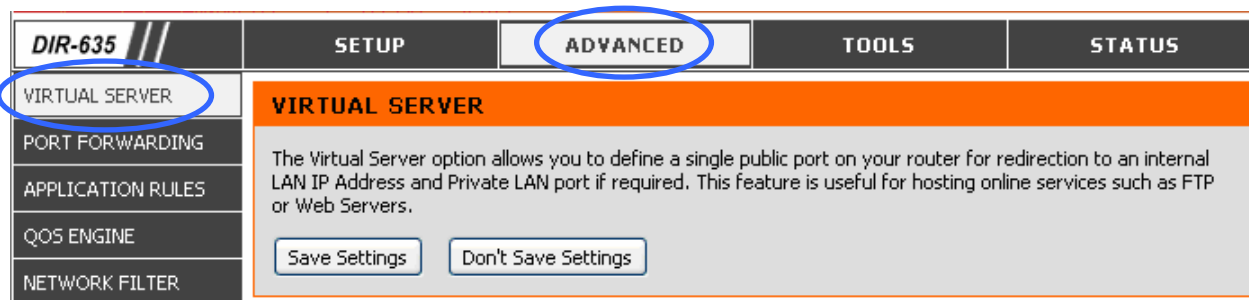 DIR-635 SETUP ADVANCED TOOLS STATUS
VIRTUAL SERVER
PORT FORWARDING
APPLICATION RULES
QOS ENGINE
NETWORK FILTER
VIRTUAL SERVER
The Virtual Server option allows you to define a single public port on your router for redirection to an internal
LAN IP Address and Private LAN port if required. This feature is useful for hosting online services such as FTP
or Web Servers.
Save Settings Don't Save Settings